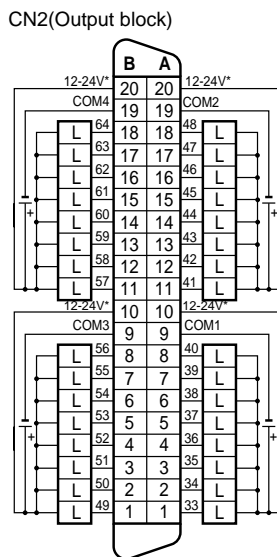 CN2(Output block)
B A
12-24V* 20 20 12-24V*
COM4 19 19 COM2
L 64 18 18 48 L
L 63 17 17 47 L
L 62 16 16 46 L
L 61 15 15 45 L
L 60 14 14 44 L
L 59 13 13 43 L
L 58 12 12 42 L
L 57 11 11 41 L
12-24V* 10 10 12-24V*
COM3 9 9 COM1
L 56 8 8 40 L
L 55 7 7 39 L
L 54 6 6 38 L
L 53 5 5 37 L
L 52 4 4 36 L
L 51 3 3 35 L
L 50 2 2 34 L
L 49 1 1 33 L